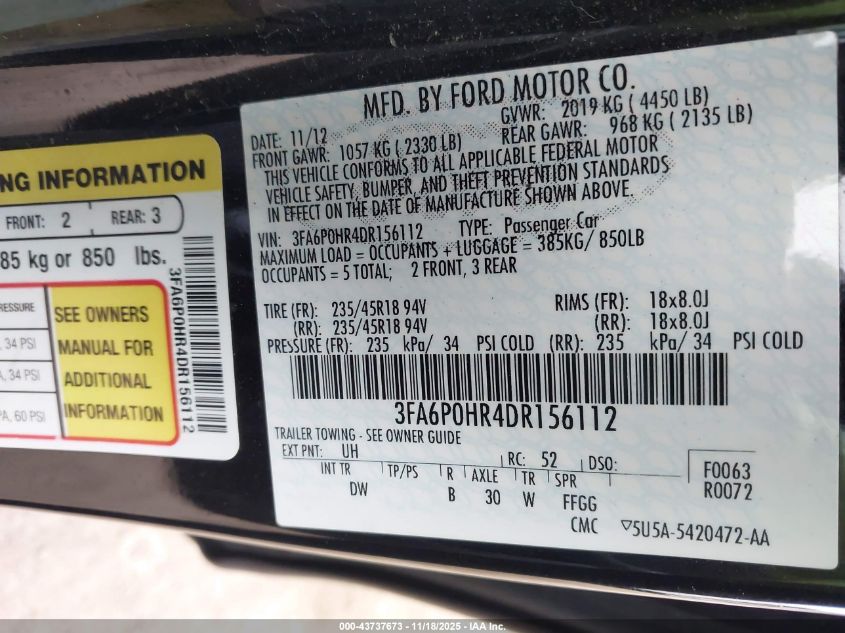 MFD. BY FORD MOTOR CO.
DATE: 11/12
GVWR: 2019 KG ( 4450 LB)
FRONT GAWR: 1057 KG ( 2330 LB)
REAR GAWR: 968 KG ( 2135 LB)
THIS VEHICLE CONFORMS TO ALL APPLICABLE FEDERAL MOTOR
VEHICLE SAFETY, BUMPER, AND THEFT PREVENTION STANDARDS
IN EFFECT ON THE DATE OF MANUFACTURE SHOWN ABOVE.
VIN: 3FA6P0HR4DR156112 TYPE: Passenger Car
MAXIMUM LOAD = OCCUPANTS + LUGGAGE = 385KG/ 850LB
OCCUPANTS = 5 TOTAL; 2 FRONT, 3 REAR
TIRE (FR): 235/45R18 94V RIMS (FR): 18x8.0J
(RR): 235/45R18 94V (RR): 18x8.0J
PRESSURE (FR): 235 kPa/ 34 PSI COLD (RR): 235 kPa/ 34 PSI COLD
3FA6P0HR4DR156112
TRAILER TOWING - SEE OWNER GUIDE
EXT PNT: UH RC: 52 DSO:
INT TR TP/PS R AXLE TR SPR
DW B 30 W FFGG
F0063
R0072
CMC ▽5U5A-5420472-AA
NG INFORMATION
FRONT: 2 REAR: 3
85 kg or 850 lbs.
3FA6P0HR4DR156112
RESSURE
, 34 PSI
A, 34 PSI
PA, 60 PSI
SEE OWNERS
MANUAL FOR
ADDITIONAL
INFORMATION
000-43737673 — 11/18/2025 — IAA Inc.